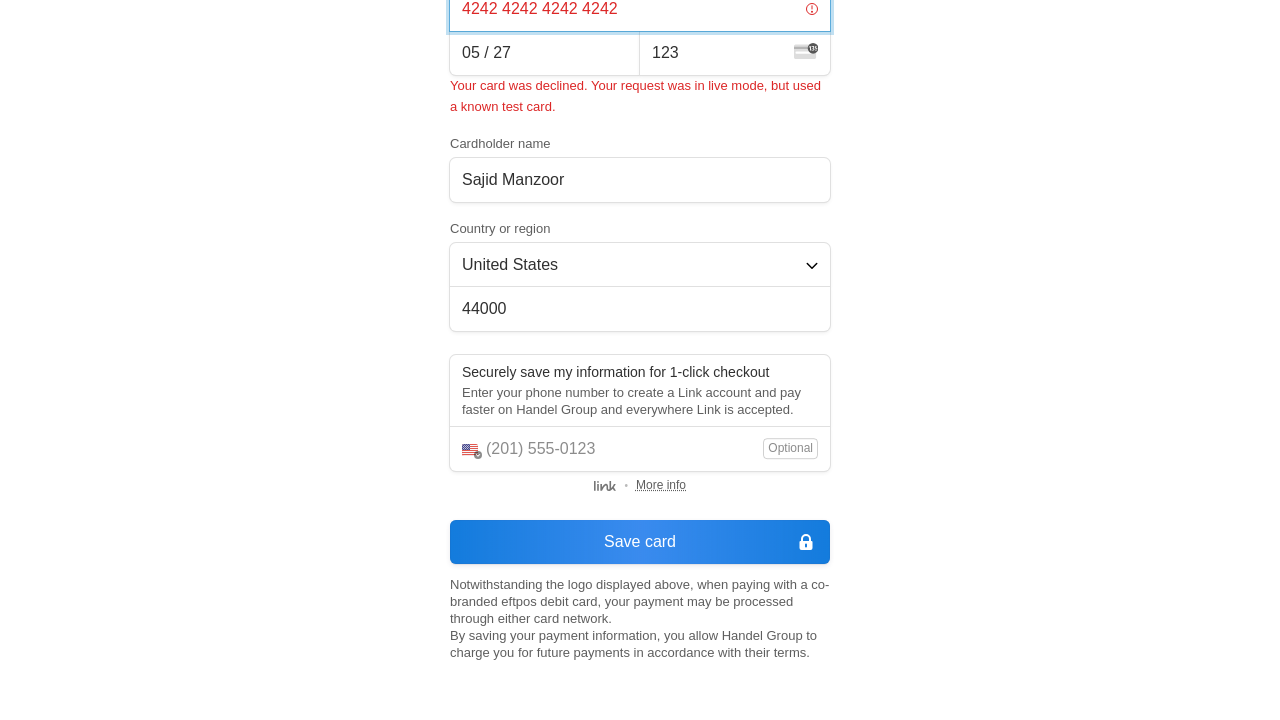 4242 4242 4242 4242
05 / 27
123
Your card was declined. Your request was in live mode, but used
a known test card.
Cardholder name
Sajid Manzoor
Country or region
United States
44000
Securely save my information for 1-click checkout
Enter your phone number to create a Link account and pay
faster on Handel Group and everywhere Link is accepted.
(201) 555-0123
Optional
link • More info
Save card
Notwithstanding the logo displayed above, when paying with a co-
branded eftpos debit card, your payment may be processed
through either card network.
By saving your payment information, you allow Handel Group to
charge you for future payments in accordance with their terms.